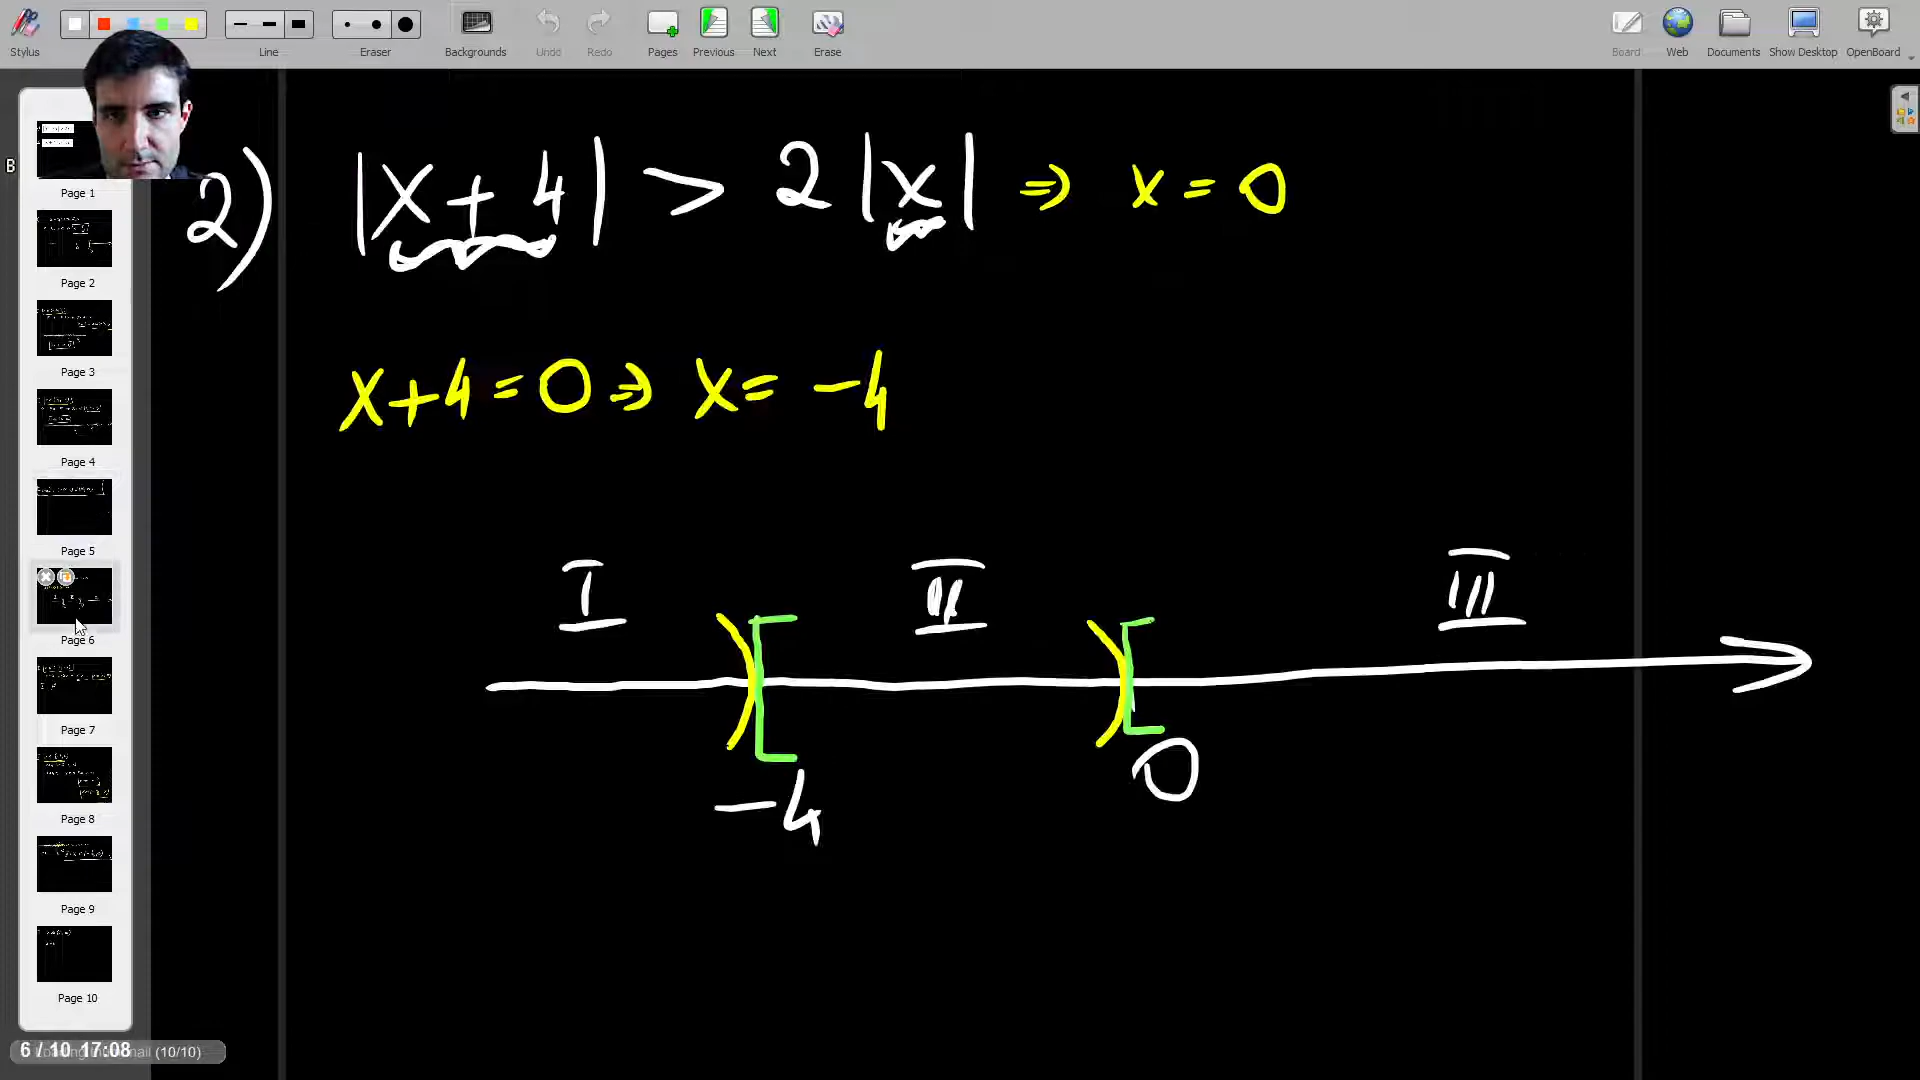 Stylus
Line
Eraser
Backgrounds
Undo
Redo
Pages
Previous
Next
Erase
Board
Web
Documents
Show Desktop
OpenBoard
B
Page 1
Page 2
Page 3
Page 4
Page 5
Page 6
Page 7
Page 8
Page 9
Page 10
6 / 10 17:08
(10/10)
2) |x+4| > 2|x| ⇒ x = 0
x+4=0 ⇒ x= -4
I II III
-4 0